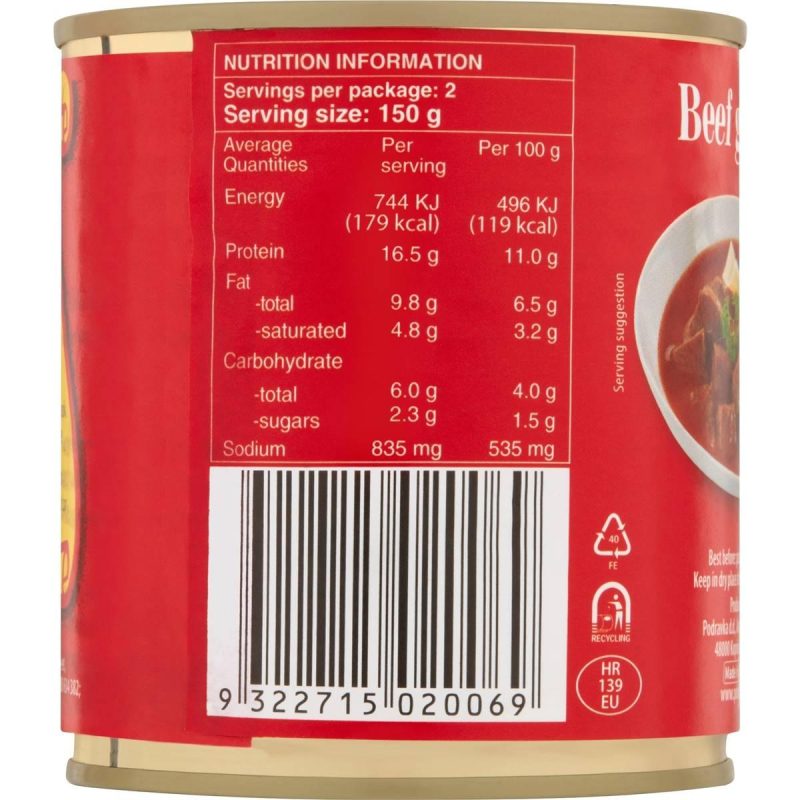 NUTRITION INFORMATION
Servings per package: 2
Serving size: 150 g
Average Quantities Per serving Per 100 g
Energy 744 KJ 496 KJ
(179 kcal) (119 kcal)
Protein 16.5 g 11.0 g
Fat
-total 9.8 g 6.5 g
-saturated 4.8 g 3.2 g
Carbohydrate
-total 6.0 g 4.0 g
-sugars 2.3 g 1.5 g
Sodium 835 mg 535 mg
9 322715 020069
Beef
Serving suggestion
40
FE
RECYCLING
HR
139
EU
Best before
Keep in dry place
Podravka d.d.
48000
Made